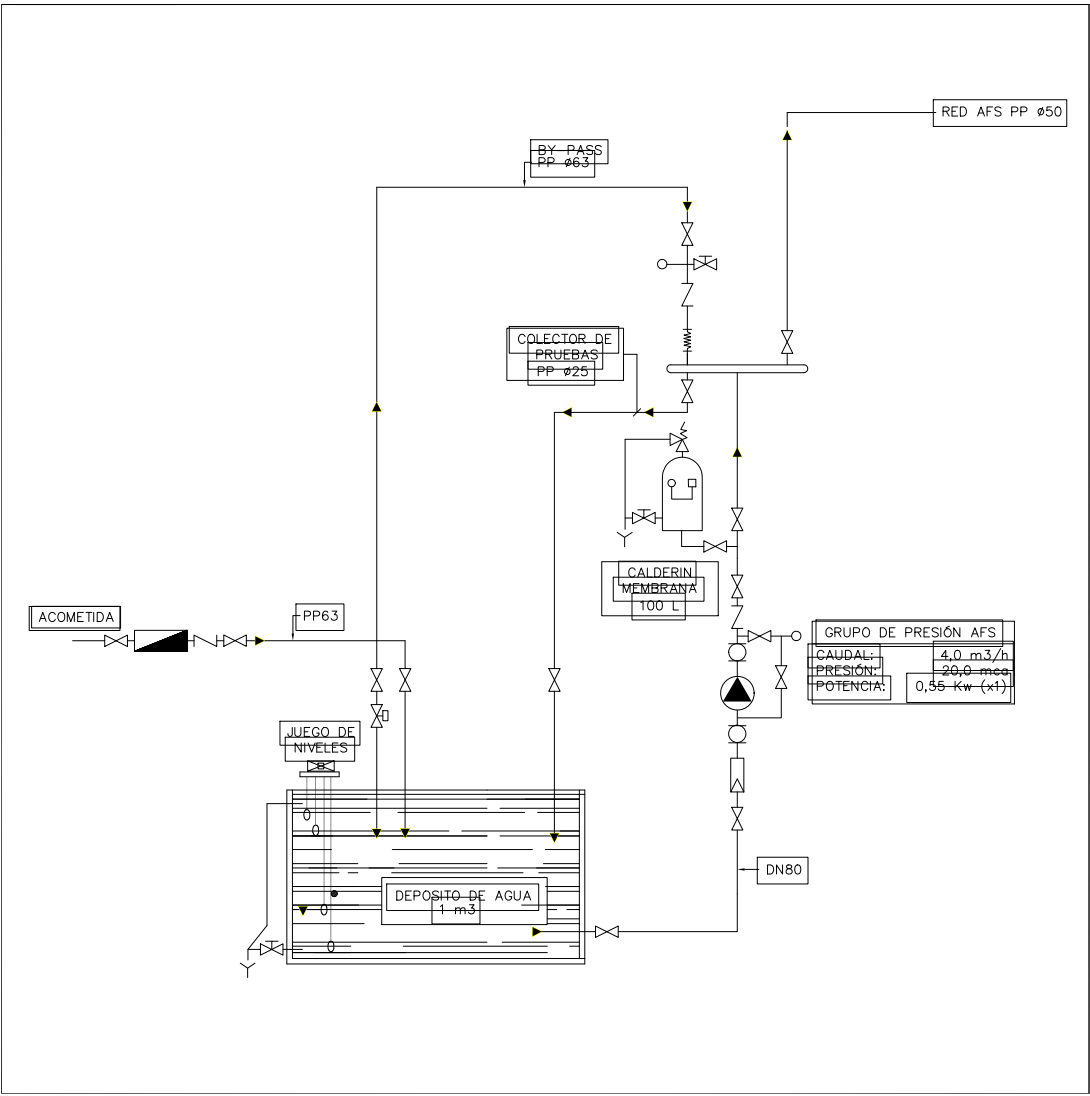 RED AFS PP ø50
BY PASS
PP ø63
COLECTOR DE
PRUEBAS
PP ø25
CALDERIN
MEMBRANA
100 L
ACOMETIDA
PP63
GRUPO DE PRESIÓN AFS
CAUDAL: 4,0 m3/h
PRESIÓN: 20,0 mca
POTENCIA: 0,55 Kw (x1)
JUEGO DE
NIVELES
DN80
DEPOSITO DE AGUA
1 m3